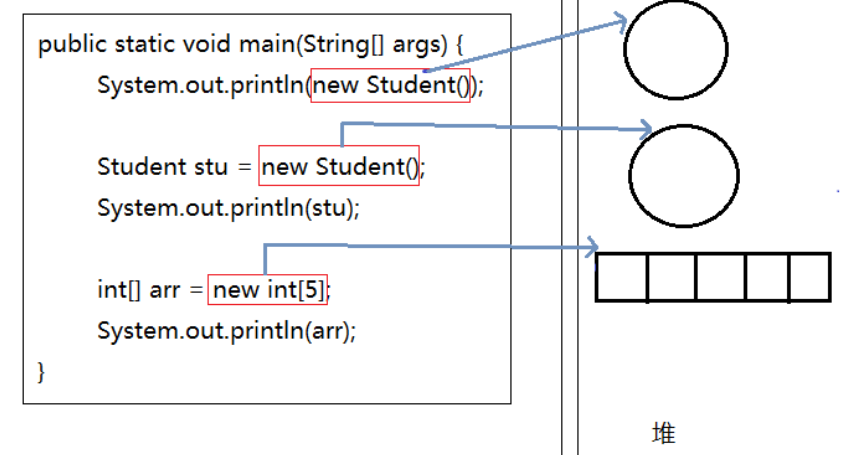 public static void main(String[] args) {
System.out.println(new Student());
Student stu = new Student();
System.out.println(stu);
int[] arr = new int[5];
System.out.println(arr);
}
堆